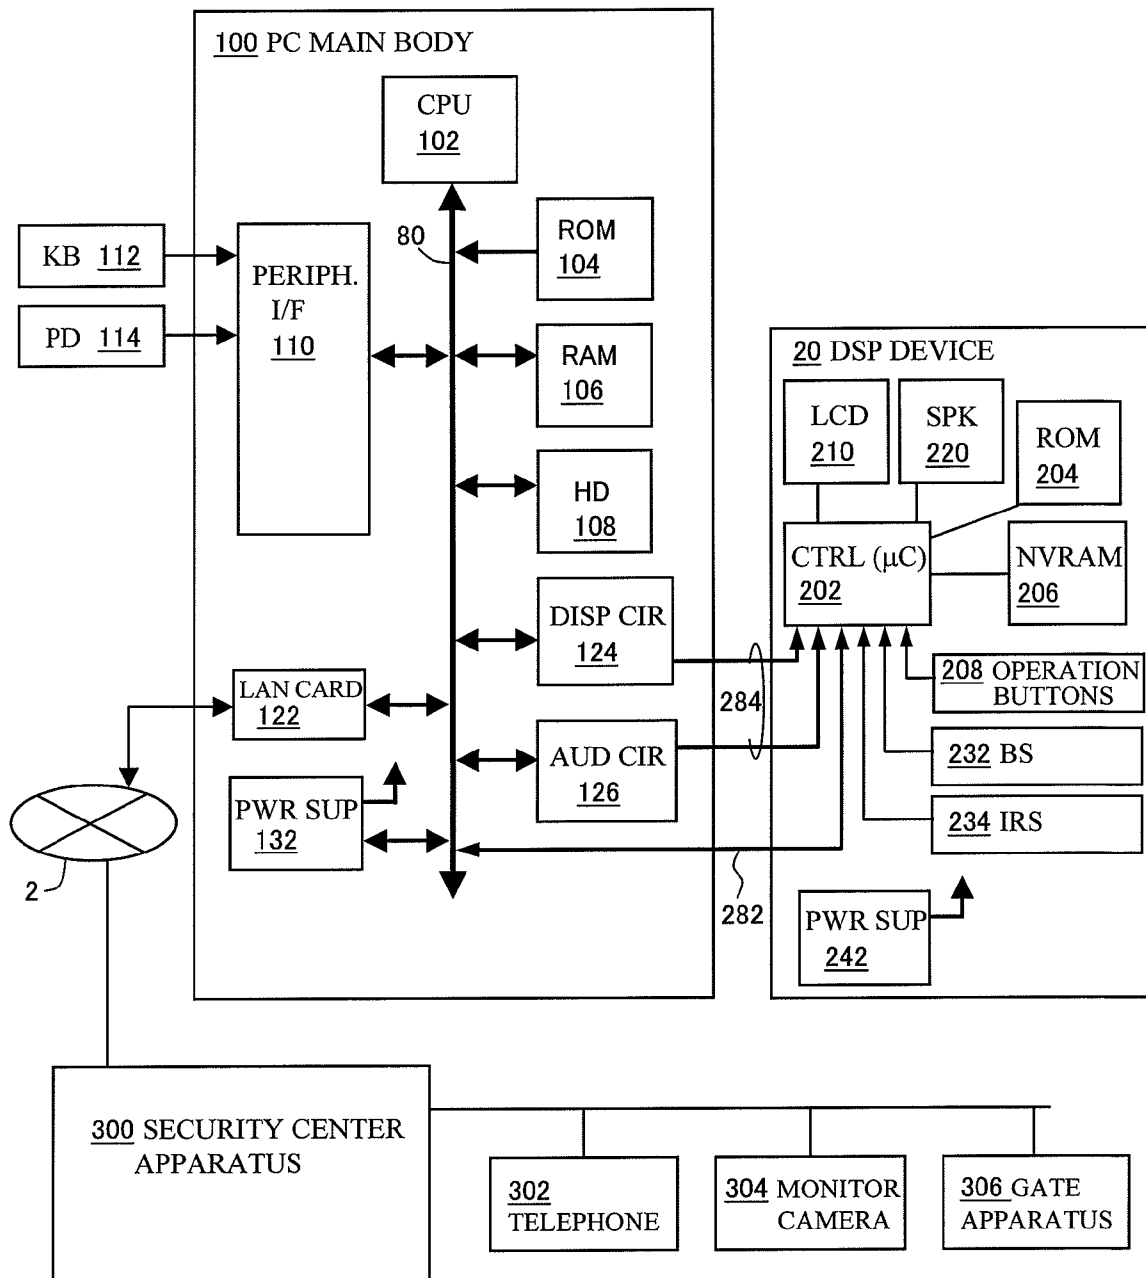 100 PC MAIN BODY
CPU
102
80
ROM
104
KB 112
PD 114
PERIPH.
I/F
110
RAM
106
HD
108
DISP CIR
124
LAN CARD
122
AUD CIR
126
PWR SUP
132
2
284
282
20 DSP DEVICE
LCD
210
SPK
220
ROM
204
CTRL (μC)
202
NVRAM
206
208 OPERATION
BUTTONS
232 BS
234 IRS
PWR SUP
242
300 SECURITY CENTER
APPARATUS
302
TELEPHONE
304 MONITOR
CAMERA
306 GATE
APPARATUS